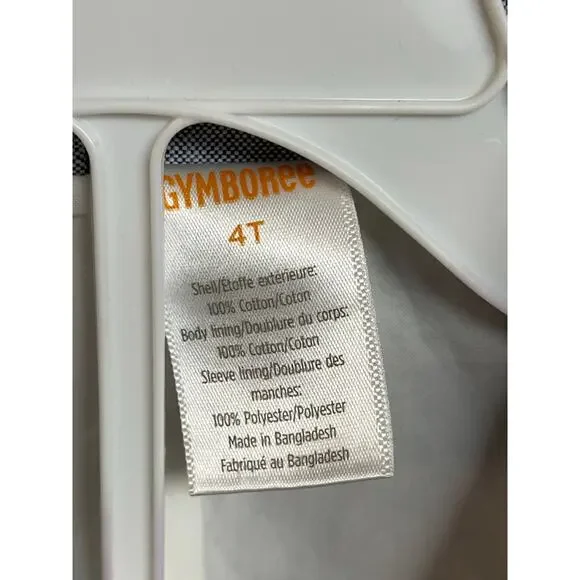 GYMBOREE
4T
Shell/Étoffe extérieure:
100% Cotton/Coton
Body lining/Doublure du corps:
100% Cotton/Coton
Sleeve lining/Doublure des
manches:
100% Polyester/Polyester
Made in Bangladesh
Fabriqué au Bangladesh